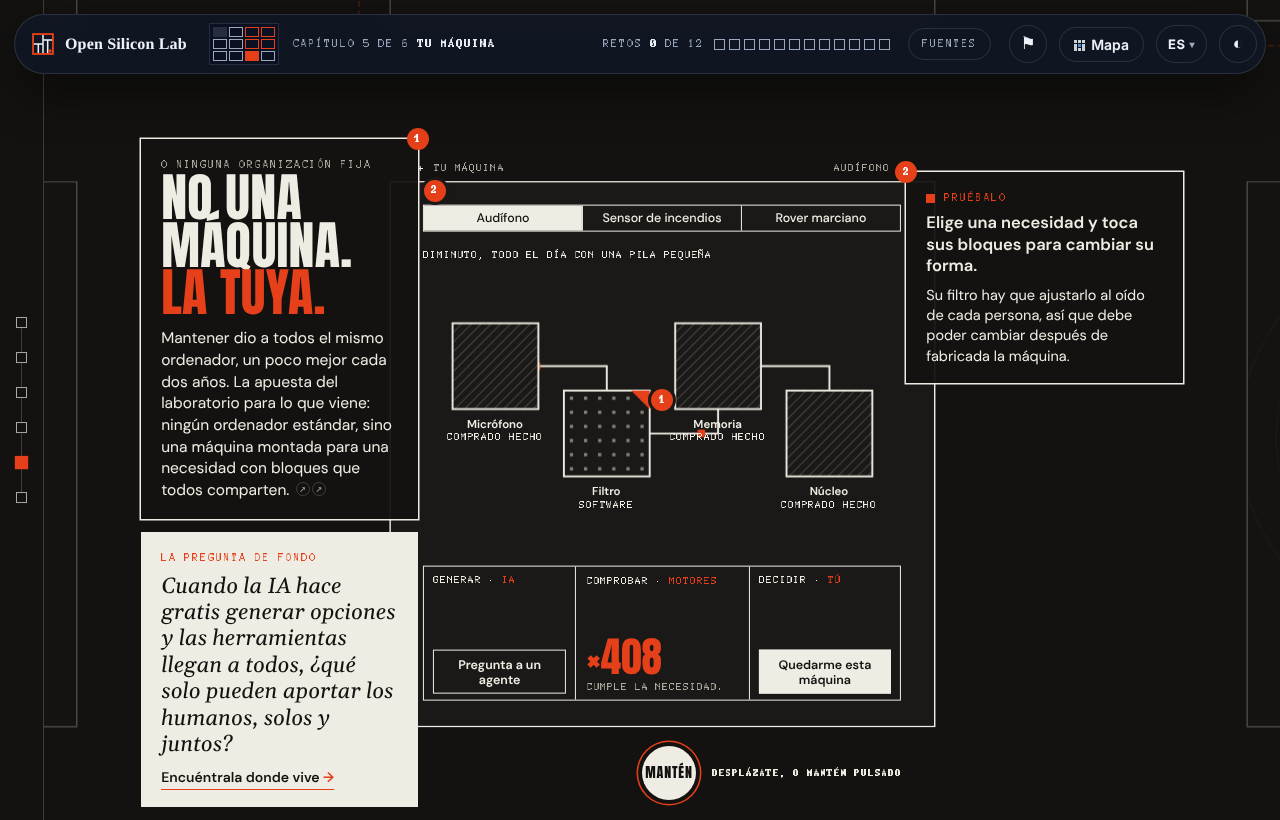 Open Silicon Lab
CAPÍTULO 5 DE 6 TU MÁQUINA
RETOS 0 DE 12
FUENTES
Mapa
ES
1
O NINGUNA ORGANIZACIÓN FIJA
NO UNA
MÁQUINA.
LA TUYA.
Mantener dio a todos el mismo
ordenador, un poco mejor cada
dos años. La apuesta del
laboratorio para lo que viene:
ningún ordenador estándar, sino
una máquina montada para una
necesidad con bloques que
todos comparten.
LA PREGUNTA DE FONDO
Cuando la IA hace
gratis generar opciones
y las herramientas
llegan a todos, ¿qué
solo pueden aportar los
humanos, solos y
juntos?
Encuéntrala donde vive →
TU MÁQUINA
AUDÍFONO
2
Audífono
Sensor de incendios
Rover marciano
DIMINUTO, TODO EL DÍA CON UNA PILA PEQUEÑA
Micrófono
COMPRADO HECHO
1
Filtro
SOFTWARE
Memoria
COMPRADO HECHO
Núcleo
COMPRADO HECHO
GENERAR · IA
Pregunta a un
agente
COMPROBAR · MOTORES
×408
CUMPLE LA NECESIDAD.
DECIDIR · TÚ
Quedarme esta
máquina
2
PRUÉBALO
Elige una necesidad y toca
sus bloques para cambiar su
forma.
Su filtro hay que ajustarlo al oído
de cada persona, así que debe
poder cambiar después de
fabricada la máquina.
MANTÉN
DESPLÁZATE, O MANTÉN PULSADO